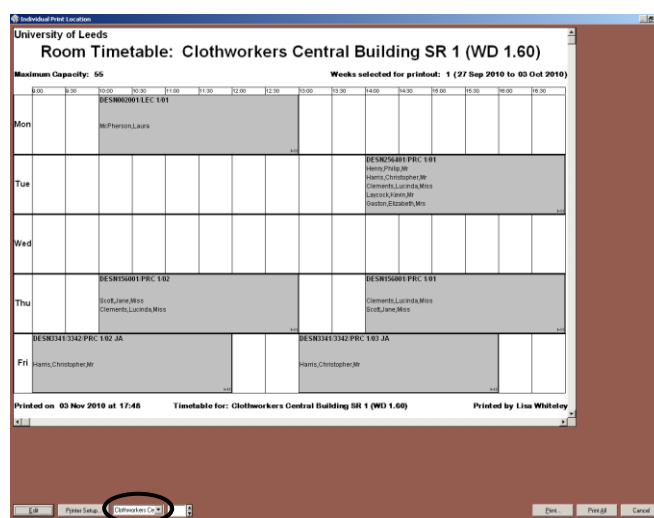 Individual Print Location
University of Leeds
Room Timetable: Clothworkers Central Building SR 1 (WD 1.60)
Maximum Capacity: 55 Weeks selected for printout: 1 (27 Sep 2010 to 03 Oct 2010)
9:00 9:30 10:00 10:30 11:00 11:30 12:00 12:30 13:00 13:30 14:00 14:30 15:00 15:30 16:00 16:30
Mon
DESN002001/LEC 1/01
McPherson,Laura
Tue
DESN256401/PRC 1/01
Henry,Philip,Mr
Harris,Christopher,Mr
Clements,Lucinda,Miss
Laycock,Kevin,Mr
Gaston,Elizabeth,Mrs
Wed
Thu
DESN156001/PRC 1/02
Scott,Jane,Miss
Clements,Lucinda,Miss
DESN156001/PRC 1/01
Clements,Lucinda,Miss
Scott,Jane,Miss
Fri
DESN3341/3342/PRC 1/02 JA
Harris,Christopher,Mr
DESN3341/3342/PRC 1/03 JA
Harris,Christopher,Mr
Printed on 03 Nov 2010 at 17:46 Timetable for: Clothworkers Central Building SR 1 (WD 1.60) Printed by Lisa Whiteley
Edit Printer Setup... Clothworkers Ce Print... Print All Cancel